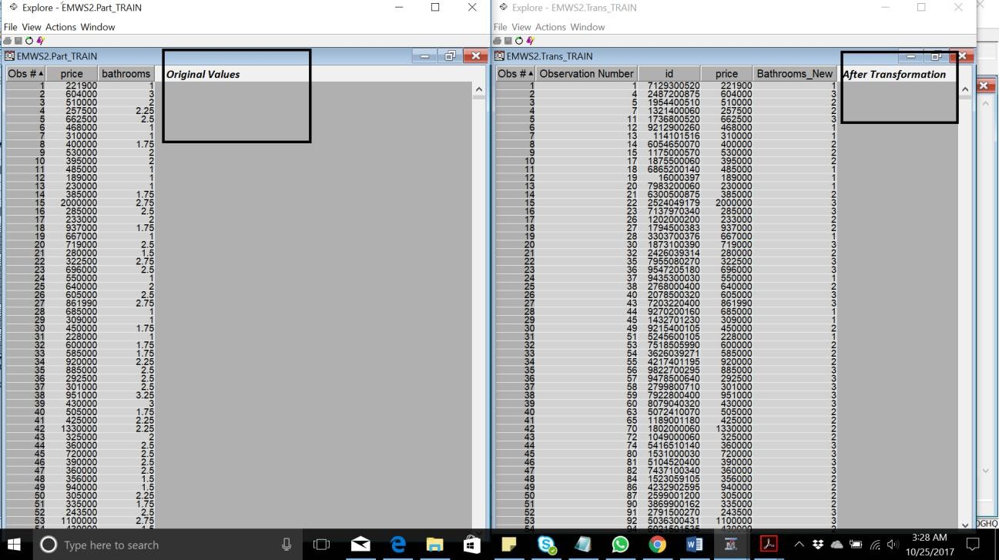 Explore - EMWS2.Part_TRAIN
File View Actions Window
EMWS2.Part_TRAIN
Obs # price bathrooms Original Values
1 221900 1
2 604000 3
3 510000 2
4 257500 2.25
5 662500 2.5
6 468000 1
7 310000 1
8 400000 1.75
9 530000 2
10 395000 2
11 485000 1
12 189000 1
13 230000 1
14 385000 1.75
15 2000000 2.75
16 285000 2.5
17 233000 2
18 937000 1.75
19 667000 1
20 719000 2.5
21 280000 1.5
22 322500 2.75
23 696000 2.5
24 550000 1
25 640000 2
26 605000 2.5
27 861990 2.75
28 685000 1
29 309000 1
30 450000 1.75
31 228000 1
32 600000 1.75
33 585000 1.75
34 920000 2.25
35 885000 2.5
36 292500 2.5
37 301000 2.5
38 951000 3.25
39 430000 3
40 505000 1.75
41 425000 2.25
42 1330000 2.25
43 325000 2
44 360000 2.5
45 720000 2.5
46 390000 2.5
47 360000 2.5
48 356000 1.5
49 940000 1.5
50 305000 2.25
51 335000 1.75
52 243500 2.5
53 1100000 2.75
Explore - EMWS2.Trans_TRAIN
File View Actions Window
EMWS2.Trans_TRAIN
Obs # Observation Number id price Bathrooms_New After Transformation
1 1 7129300520 221900 1
2 4 2487200875 604000 3
3 5 1954400510 510000 2
4 7 1321400060 257500 2
5 11 1736800520 662500 3
6 12 9212900260 468000 1
7 13 114101516 310000 1
8 14 6054650070 400000 2
9 15 1175000570 530000 2
10 17 1875500060 395000 2
11 18 6865200140 485000 1
12 19 16000397 189000 1
13 20 7983200060 230000 1
14 21 6300500875 385000 2
15 22 2524049179 2000000 3
16 23 7137970340 285000 3
17 26 1202000200 233000 2
18 27 1794500383 937000 2
19 28 3303700376 667000 1
20 30 1873100390 719000 3
21 32 2426039314 280000 2
22 35 7955080270 322500 3
23 36 9547205180 696000 3
24 37 9435300030 550000 1
25 38 2768000400 640000 2
26 40 2078500320 605000 3
27 43 7203220400 861990 3
28 44 9270200160 685000 1
29 45 1432701230 309000 1
30 49 9215400105 450000 2
31 51 5245600105 228000 1
32 53 7518505990 600000 2
33 54 3626039271 585000 2
34 55 4217401195 920000 2
35 56 9822700295 885000 3
36 57 9478500640 292500 3
37 58 2799800710 301000 3
38 59 7922800400 951000 3
39 60 8079040320 430000 3
40 63 5072410070 505000 2
41 65 1189001180 425000 2
42 70 1802000060 1330000 2
43 72 1049000060 325000 2
44 74 5416510140 360000 3
45 80 1531000030 720000 3
46 81 5104520400 390000 3
47 82 7437100340 360000 3
48 84 1523059105 356000 2
49 86 4232902595 940000 2
50 87 2599001200 305000 2
51 90 3869900162 335000 2
52 91 2791500270 243500 3
53 92 5036300431 1100000 3
Type here to search
3:28 AM
10/25/2017